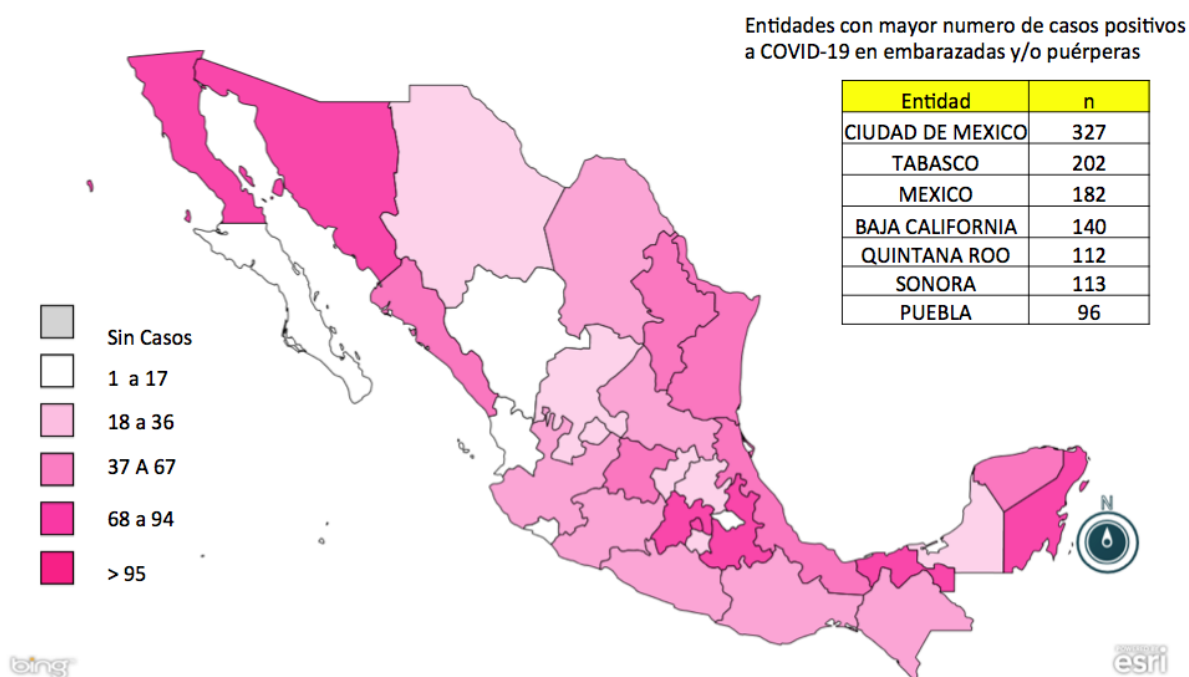 Entidades con mayor numero de casos positivos
a COVID-19 en embarazadas y/o puérperas
Entidad n
CIUDAD DE MEXICO 327
TABASCO 202
MEXICO 182
BAJA CALIFORNIA 140
QUINTANA ROO 112
SONORA 113
PUEBLA 96
Sin Casos
1 a 17
18 a 36
37 A 67
68 a 94
> 95
N
bing
esri